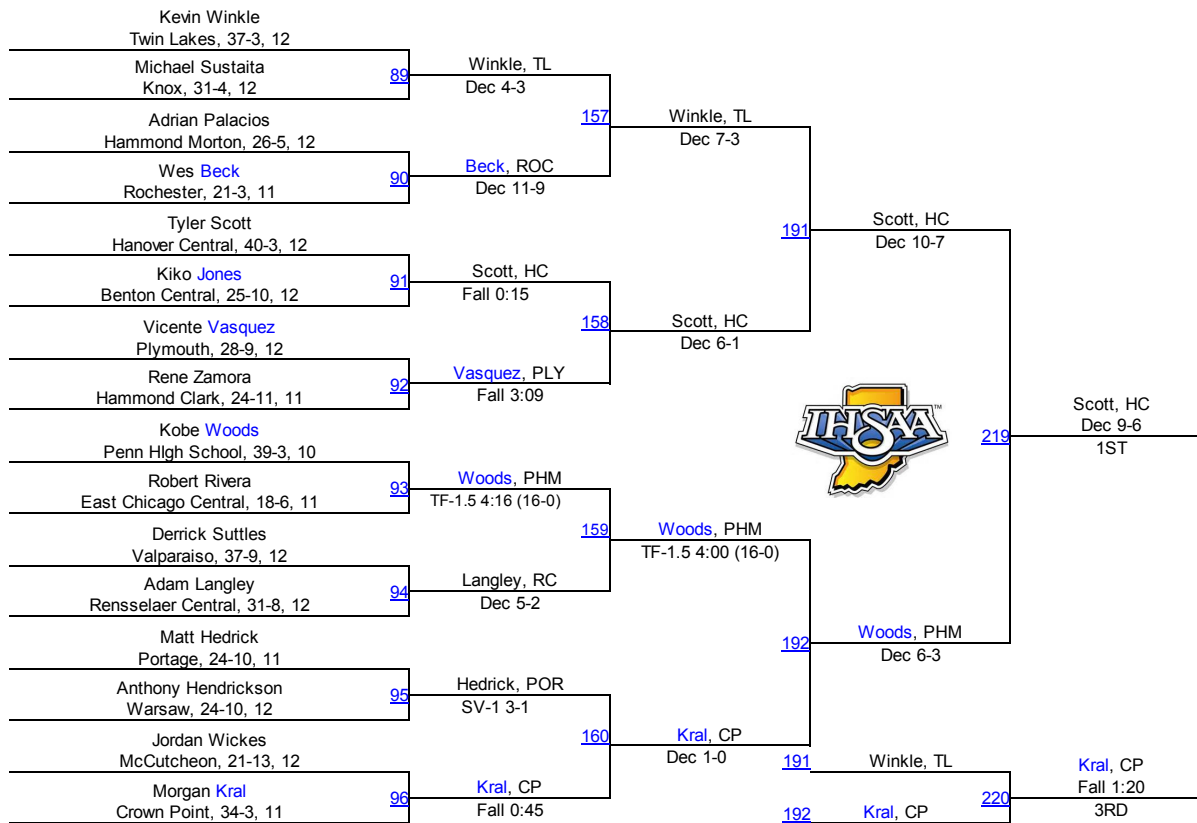 Kevin Winkle
Twin Lakes, 37-3, 12
Michael Sustaita
Knox, 31-4, 12
89
Winkle, TL
Dec 4-3
Adrian Palacios
Hammond Morton, 26-5, 12
Wes Beck
Rochester, 21-3, 11
90
Beck, ROC
Dec 11-9
157
Winkle, TL
Dec 7-3
Tyler Scott
Hanover Central, 40-3, 12
Kiko Jones
Benton Central, 25-10, 12
91
Scott, HC
Fall 0:15
Vicente Vasquez
Plymouth, 28-9, 12
Rene Zamora
Hammond Clark, 24-11, 11
92
Vasquez, PLY
Fall 3:09
158
Scott, HC
Dec 6-1
191
Scott, HC
Dec 10-7
Kobe Woods
Penn HIgh School, 39-3, 10
Robert Rivera
East Chicago Central, 18-6, 11
93
Woods, PHM
TF-1.5 4:16 (16-0)
Derrick Suttles
Valparaiso, 37-9, 12
Adam Langley
Rensselaer Central, 31-8, 12
94
Langley, RC
Dec 5-2
159
Woods, PHM
TF-1.5 4:00 (16-0)
Matt Hedrick
Portage, 24-10, 11
Anthony Hendrickson
Warsaw, 24-10, 12
95
Hedrick, POR
SV-1 3-1
Jordan Wickes
McCutcheon, 21-13, 12
Morgan Kral
Crown Point, 34-3, 11
96
Kral, CP
Fall 0:45
160
Kral, CP
Dec 1-0
192
Woods, PHM
Dec 6-3
IHSAA
TM
219
Scott, HC
Dec 9-6
1ST
191
Winkle, TL
192
Kral, CP
220
Kral, CP
Fall 1:20
3RD